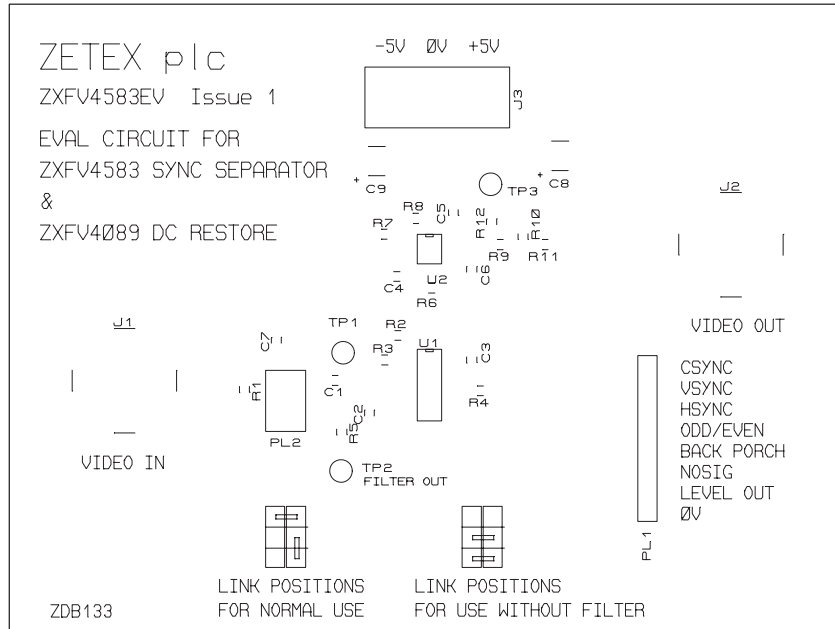 -5V 0V +5V
ZETEX plc
ZXFV4583EV Issue 1
J3
EVAL CIRCUIT FOR
ZXFV4583 SYNC SEPARATOR
&
ZXFV4089 DC RESTORE
+ C9
TP3
+ C8
J2
R8
C5
R12
R10
R7
R9
R11
U2
C4
C6
R6
J1
TP1
R2
VIDEO OUT
C7
R3
U1
C3
R1
C1
R4
C2
R5
PL2
CSYNC
VSYNC
HSYNC
ODD/EVEN
BACK PORCH
NOSIG
LEVEL OUT
0V
PL1
VIDEO IN
TP2
FILTER OUT
LINK POSITIONS
FOR NORMAL USE
LINK POSITIONS
FOR USE WITHOUT FILTER
ZDB133